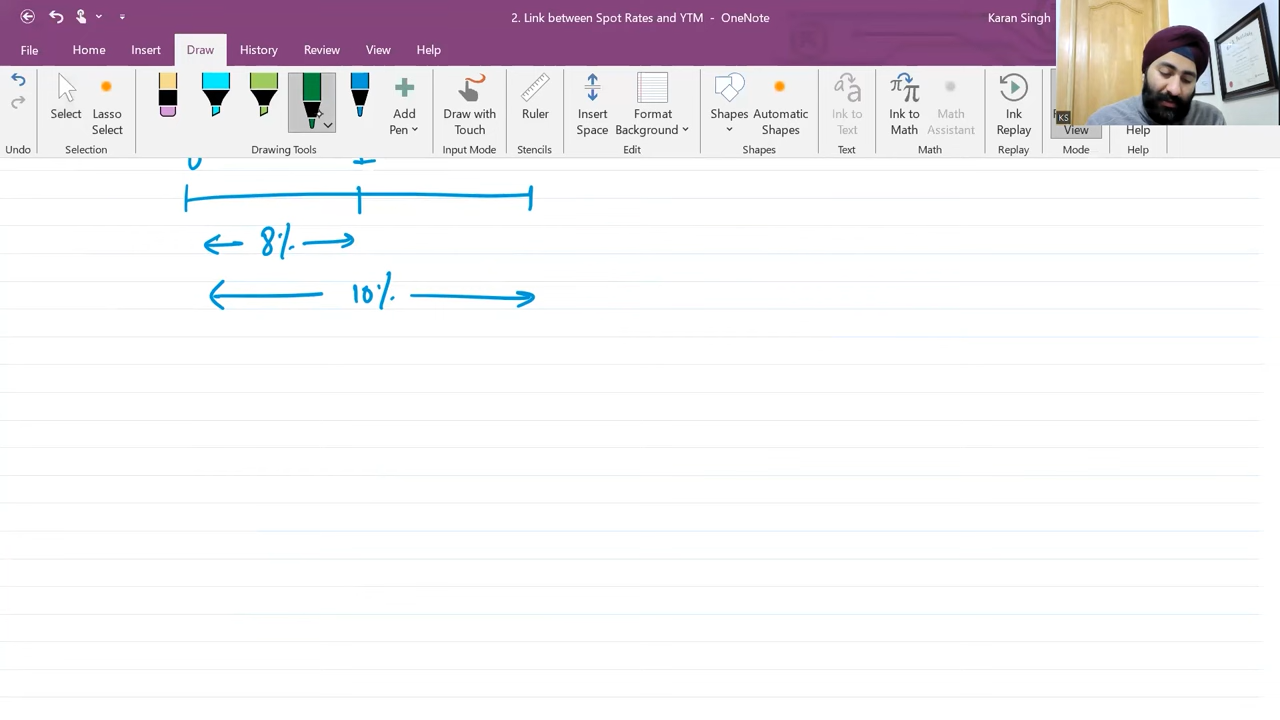 2. Link between Spot Rates and YTM - OneNote
Karan Singh
File Home Insert Draw History Review View Help
Select
Lasso Select
Add Pen
Draw with Touch
Ruler
Insert Space
Format Background
Shapes
Automatic Shapes
Ink to Text
Ink to Math
Math Assistant
Ink Replay
View
Help
KS
Undo Selection Drawing Tools Input Mode Stencils Edit Shapes Text Math Replay Mode Help
0 1
8%
10%